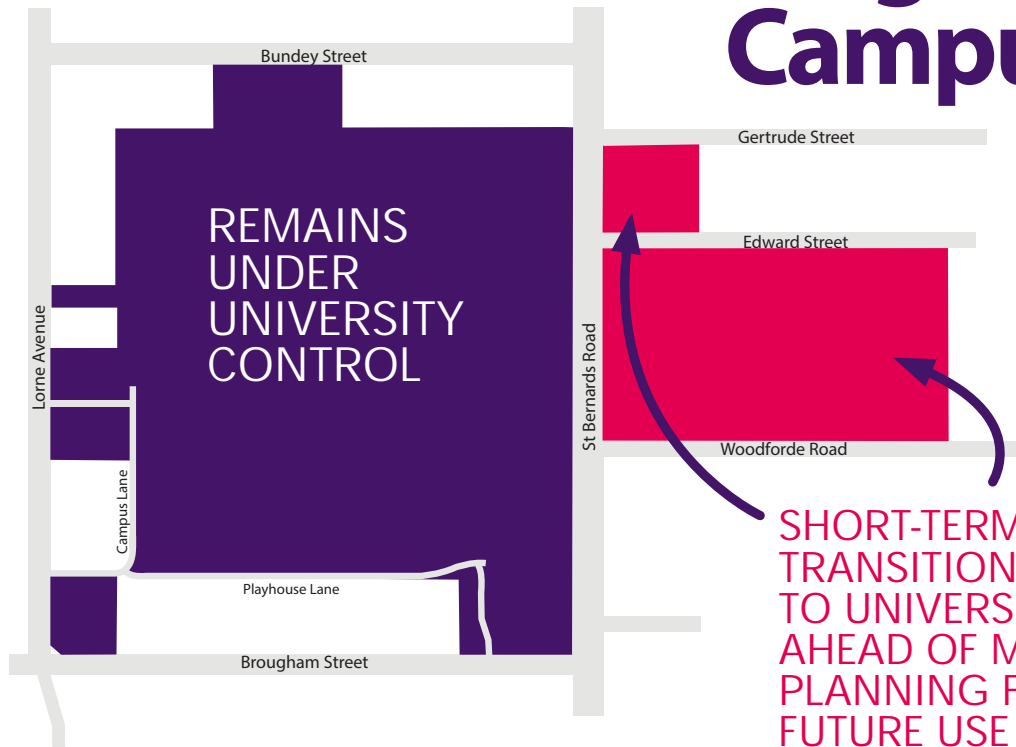 Campu
Bundey Street
Gertrude Street
Edward Street
REMAINS
UNDER
UNIVERSITY
CONTROL
Lorne Avenue
St Bernards Road
Woodforde Road
Campus Lane
SHORT-TERM
TRANSITION
TO UNIVERS
AHEAD OF M
PLANNING F
FUTURE USE
Playhouse Lane
Brougham Street